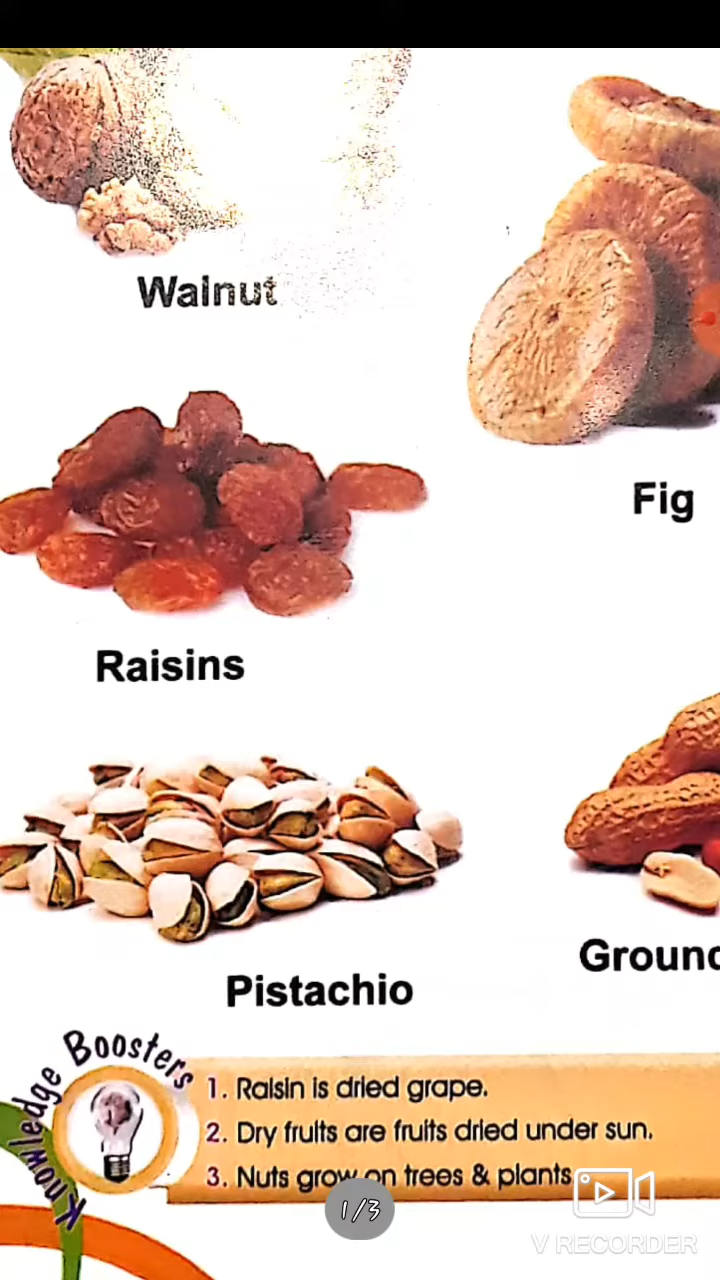 Walnut
Fig
Raisins
Pistachio
Ground
Knowledge Boosters
1. Raisin is dried grape.
2. Dry fruits are fruits dried under sun.
3. Nuts grow on trees & plants
1/3
V RECORDER